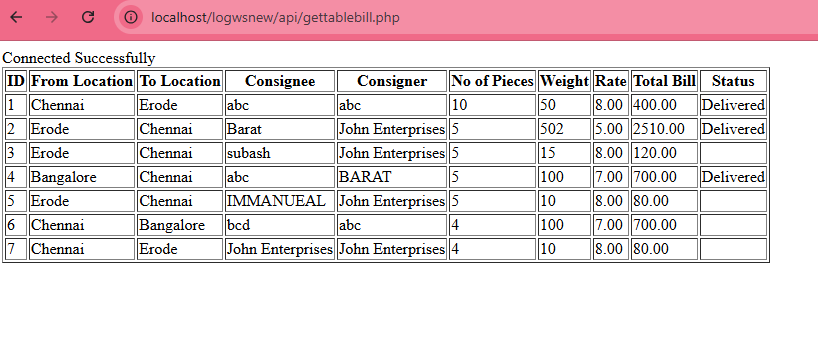 localhost/logwsnew/api/gettablebill.php
Connected Successfully
ID From Location To Location Consignee Consigner No of Pieces Weight Rate Total Bill Status
1 Chennai Erode abc abc 10 50 8.00 400.00 Delivered
2 Erode Chennai Barat John Enterprises 5 502 5.00 2510.00 Delivered
3 Erode Chennai subash John Enterprises 5 15 8.00 120.00
4 Bangalore Chennai abc BARAT 5 100 7.00 700.00 Delivered
5 Erode Chennai IMMANUEAL John Enterprises 5 10 8.00 80.00
6 Chennai Bangalore bcd abc 4 100 7.00 700.00
7 Chennai Erode John Enterprises John Enterprises 4 10 8.00 80.00